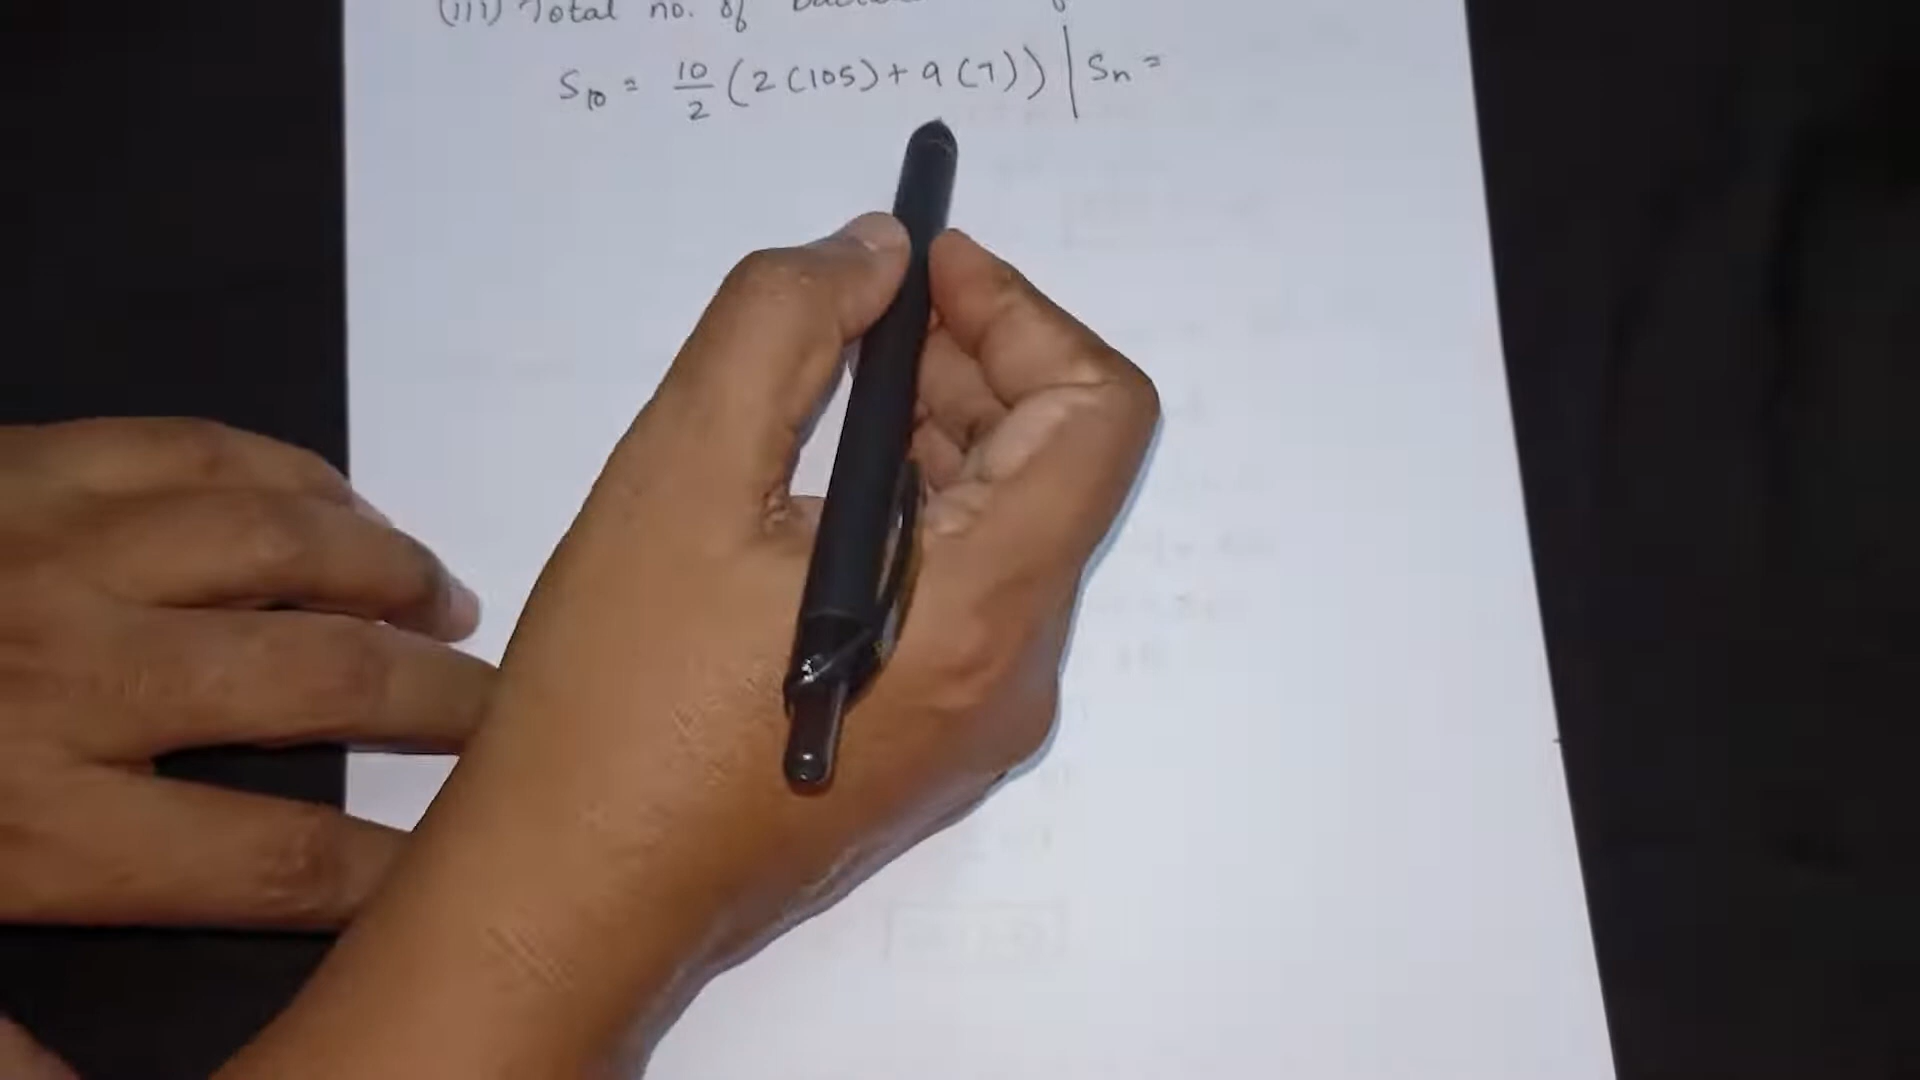 (iii) Total no. of
S₁₀ = 10/2 (2(105) + 9(7)) | Sn =